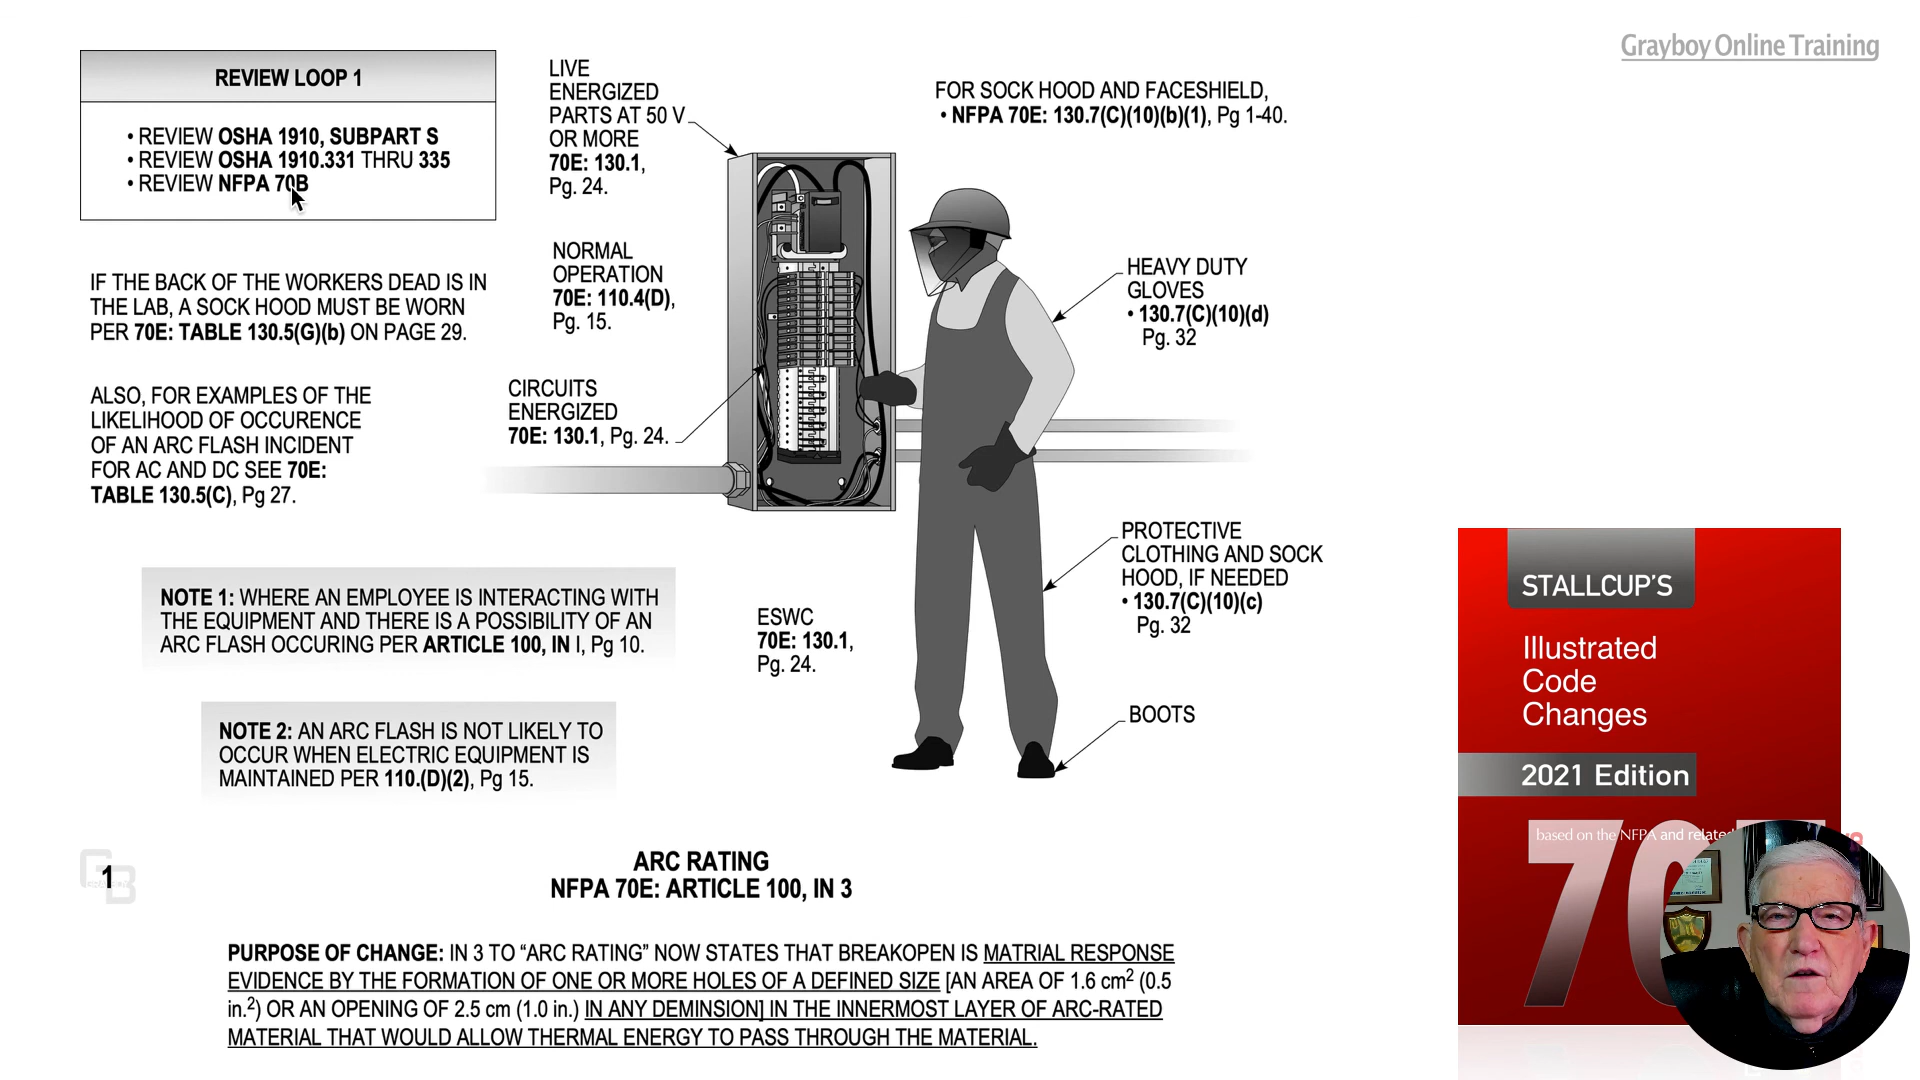 Grayboy Online Training
REVIEW LOOP 1
• REVIEW OSHA 1910, SUBPART S
• REVIEW OSHA 1910.331 THRU 335
• REVIEW NFPA 70B
IF THE BACK OF THE WORKERS DEAD IS IN
THE LAB, A SOCK HOOD MUST BE WORN
PER 70E: TABLE 130.5(G)(b) ON PAGE 29.
ALSO, FOR EXAMPLES OF THE
LIKELIHOOD OF OCCURENCE
OF AN ARC FLASH INCIDENT
FOR AC AND DC SEE 70E:
TABLE 130.5(C), Pg 27.
LIVE
ENERGIZED
PARTS AT 50 V
OR MORE
70E: 130.1,
Pg. 24.
NORMAL
OPERATION
70E: 110.4(D),
Pg. 15.
CIRCUITS
ENERGIZED
70E: 130.1, Pg. 24.
FOR SOCK HOOD AND FACESHIELD,
• NFPA 70E: 130.7(C)(10)(b)(1), Pg 1-40.
HEAVY DUTY
GLOVES
• 130.7(C)(10)(d)
Pg. 32
PROTECTIVE
CLOTHING AND SOCK
HOOD, IF NEEDED
• 130.7(C)(10)(c)
Pg. 32
ESWC
70E: 130.1,
Pg. 24.
BOOTS
NOTE 1: WHERE AN EMPLOYEE IS INTERACTING WITH
THE EQUIPMENT AND THERE IS A POSSIBILITY OF AN
ARC FLASH OCCURING PER ARTICLE 100, IN I, Pg 10.
NOTE 2: AN ARC FLASH IS NOT LIKELY TO
OCCUR WHEN ELECTRIC EQUIPMENT IS
MAINTAINED PER 110.(D)(2), Pg 15.
1
ARC RATING
NFPA 70E: ARTICLE 100, IN 3
PURPOSE OF CHANGE: IN 3 TO “ARC RATING” NOW STATES THAT BREAKOPEN IS MATRIAL RESPONSE
EVIDENCE BY THE FORMATION OF ONE OR MORE HOLES OF A DEFINED SIZE [AN AREA OF 1.6 cm² (0.5
in.²) OR AN OPENING OF 2.5 cm (1.0 in.) IN ANY DEMINSION] IN THE INNERMOST LAYER OF ARC-RATED
MATERIAL THAT WOULD ALLOW THERMAL ENERGY TO PASS THROUGH THE MATERIAL.
STALLCUP'S
Illustrated
Code
Changes
2021 Edition
based on the NFPA and related
70